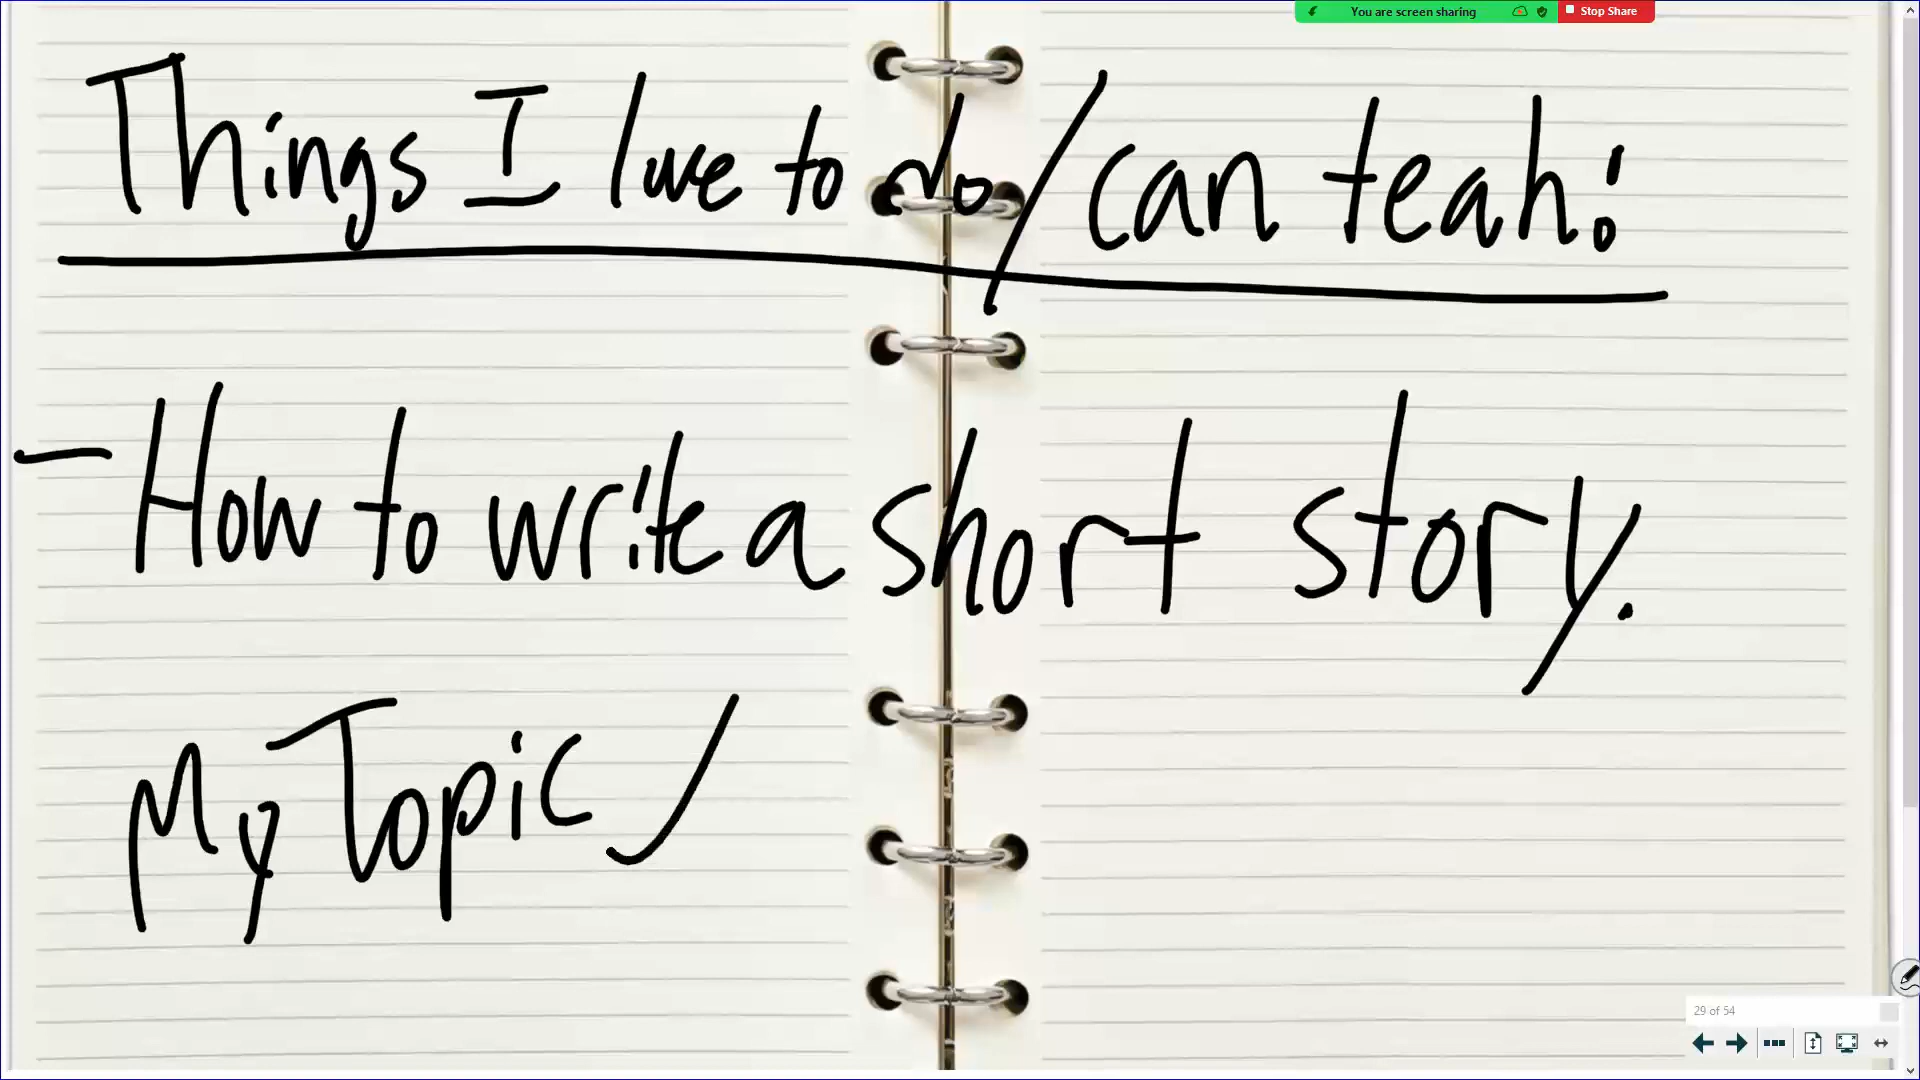 You are screen sharing Stop Share
Things I love to do/can teah:
- How to write a short story.
My Topic ✓
29 of 54